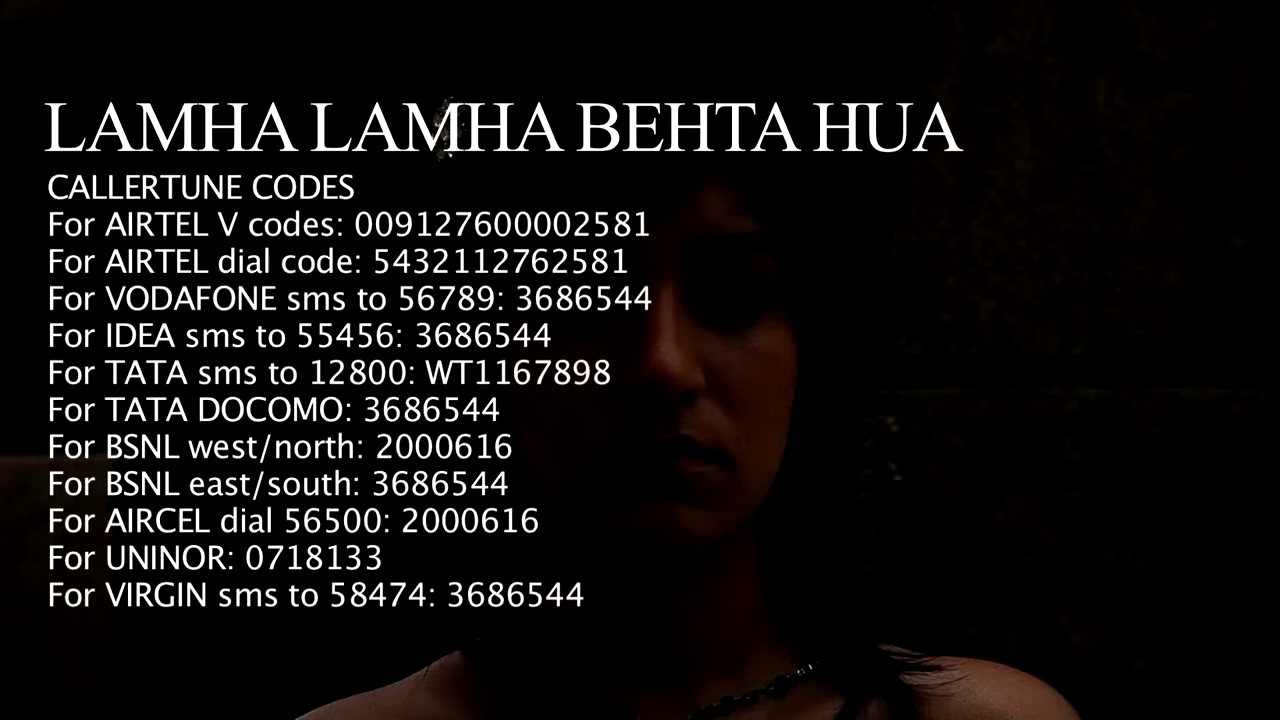 LAMHA LAMHA BEHTA HUA
CALLERTUNE CODES
For AIRTEL V codes: 009127600002581
For AIRTEL dial code: 5432112762581
For VODAFONE sms to 56789: 3686544
For IDEA sms to 55456: 3686544
For TATA sms to 12800: WT1167898
For TATA DOCOMO: 3686544
For BSNL west/north: 2000616
For BSNL east/south: 3686544
For AIRCEL dial 56500: 2000616
For UNINOR: 0718133
For VIRGIN sms to 58474: 3686544